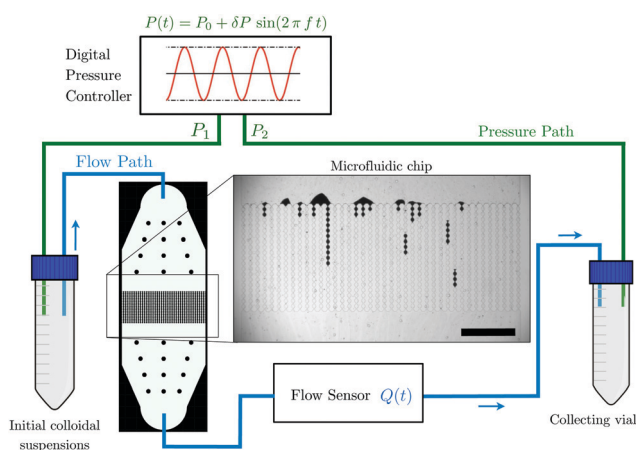 P(t) = P₀ + δP sin(2 π f t)
Digital
Pressure
Controller
P₁
P₂
Pressure Path
Flow Path
Microfluidic chip
Flow Sensor Q(t)
Initial colloidal
suspensions
Collecting vial